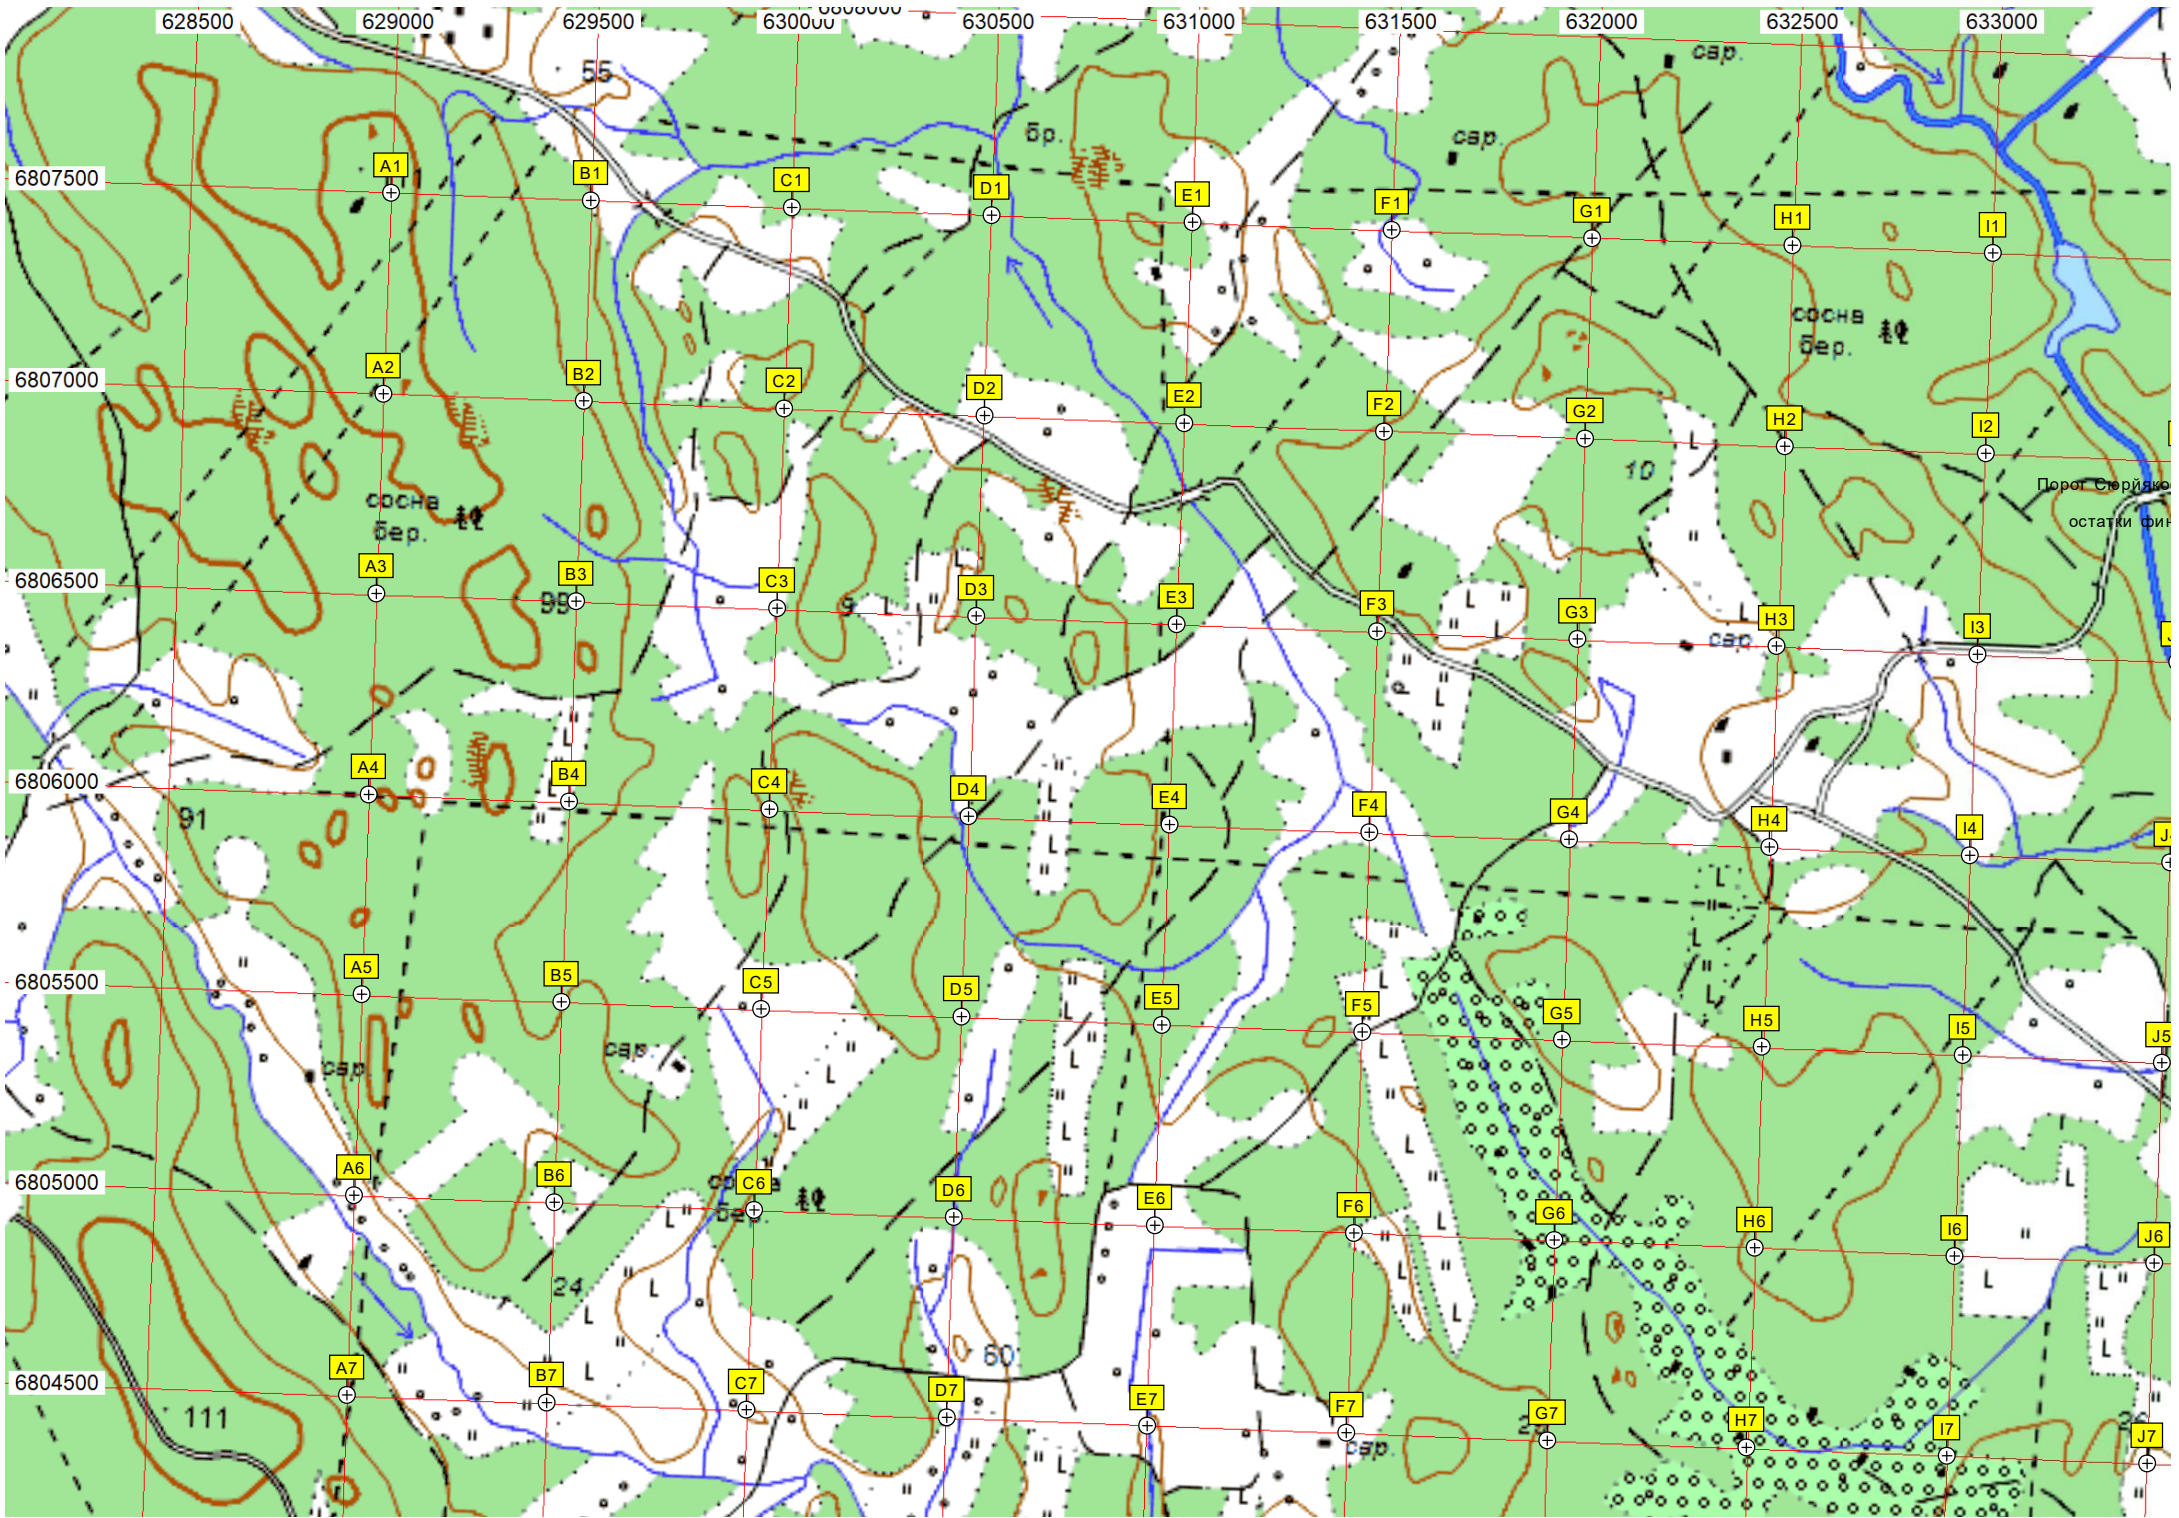 6808000
628500 629000 629500 630000 630500 631000 631500 632000 632500 633000
сар.
55
бр.
сар.
A1 B1 C1 D1 E1 F1 G1 H1 I1
6807500
сосна
бер.
A2 B2 C2 D2 E2 F2 G2 H2 I2
6807000
10
Порог Сюрйяко
остатки фин
сосна
бер.
A3 B3 C3 D3 E3 F3 G3 H3 I3
6806500
99
9
сар
A4 B4 C4 D4 E4 F4 G4 H4 I4
6806000
91
A5 B5 C5 D5 E5 F5 G5 H5 I5 J5
6805500
сар.
сар
A6 B6 C6 D6 E6 F6 G6 H6 I6 J6
6805000
24
60
A7 B7 C7 D7 E7 F7 G7 H7 I7 J7
6804500
111
сар.